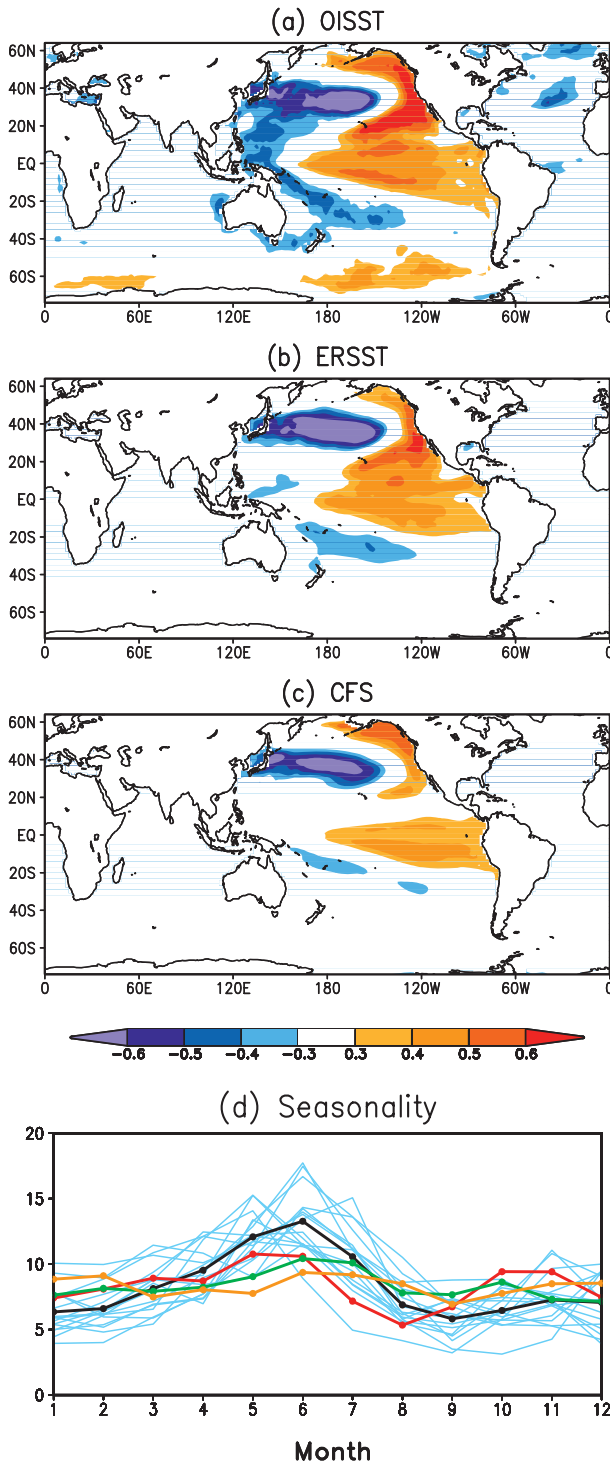 (a) OISST
60N
40N
20N
EQ
20S
40S
60S
0 60E 120E 180 120W 60W 0
(b) ERSST
60N
40N
20N
EQ
20S
40S
60S
0 60E 120E 180 120W 60W 0
(c) CFS
60N
40N
20N
EQ
20S
40S
60S
0 60E 120E 180 120W 60W 0
-0.6 -0.5 -0.4 -0.3 0.3 0.4 0.5 0.6
(d) Seasonality
20
15
10
5
0
1 2 3 4 5 6 7 8 9 10 11 12
Month